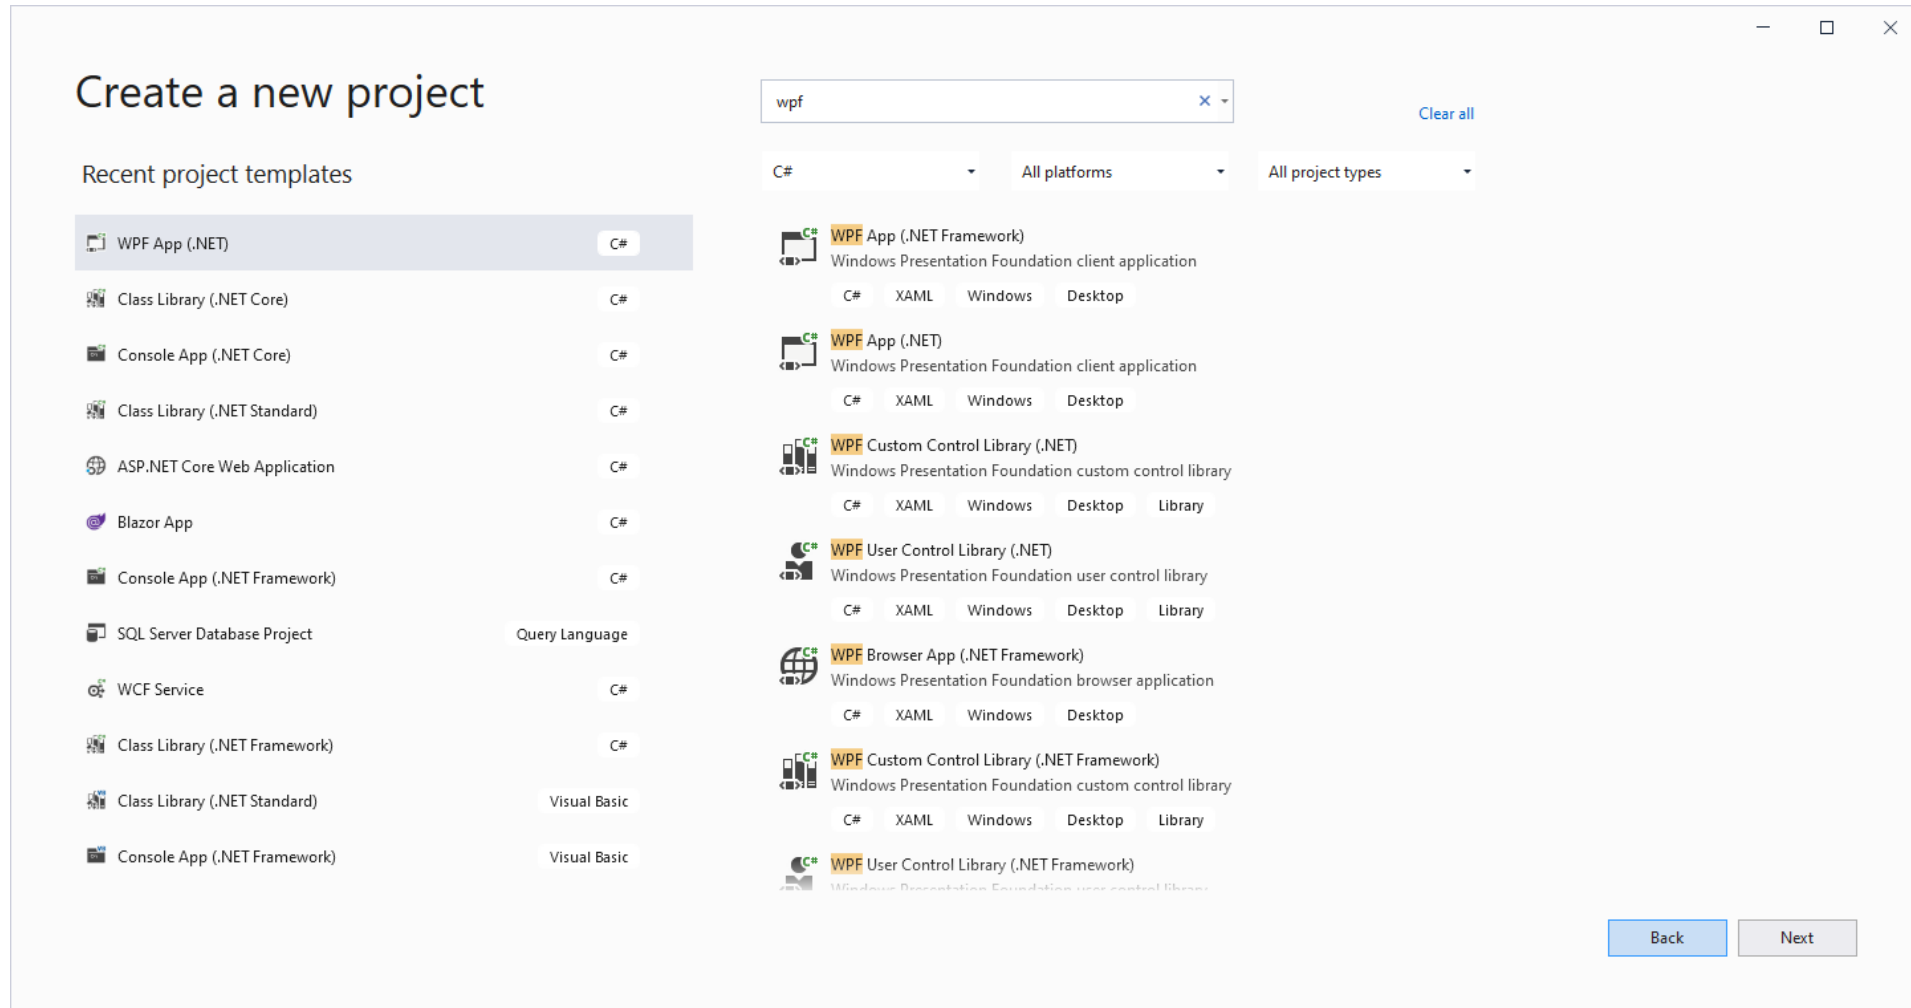 Create a new project
Recent project templates
WPF App (.NET) C#
Class Library (.NET Core) C#
Console App (.NET Core) C#
Class Library (.NET Standard) C#
ASP.NET Core Web Application C#
Blazor App C#
Console App (.NET Framework) C#
SQL Server Database Project Query Language
WCF Service C#
Class Library (.NET Framework) C#
Class Library (.NET Standard) Visual Basic
Console App (.NET Framework) Visual Basic
wpf
Clear all
C# All platforms All project types
WPF App (.NET Framework)
Windows Presentation Foundation client application
C# XAML Windows Desktop
WPF App (.NET)
Windows Presentation Foundation client application
C# XAML Windows Desktop
WPF Custom Control Library (.NET)
Windows Presentation Foundation custom control library
C# XAML Windows Desktop Library
WPF User Control Library (.NET)
Windows Presentation Foundation user control library
C# XAML Windows Desktop Library
WPF Browser App (.NET Framework)
Windows Presentation Foundation browser application
C# XAML Windows Desktop
WPF Custom Control Library (.NET Framework)
Windows Presentation Foundation custom control library
C# XAML Windows Desktop Library
WPF User Control Library (.NET Framework)
Windows Presentation Foundation user control library
Back Next